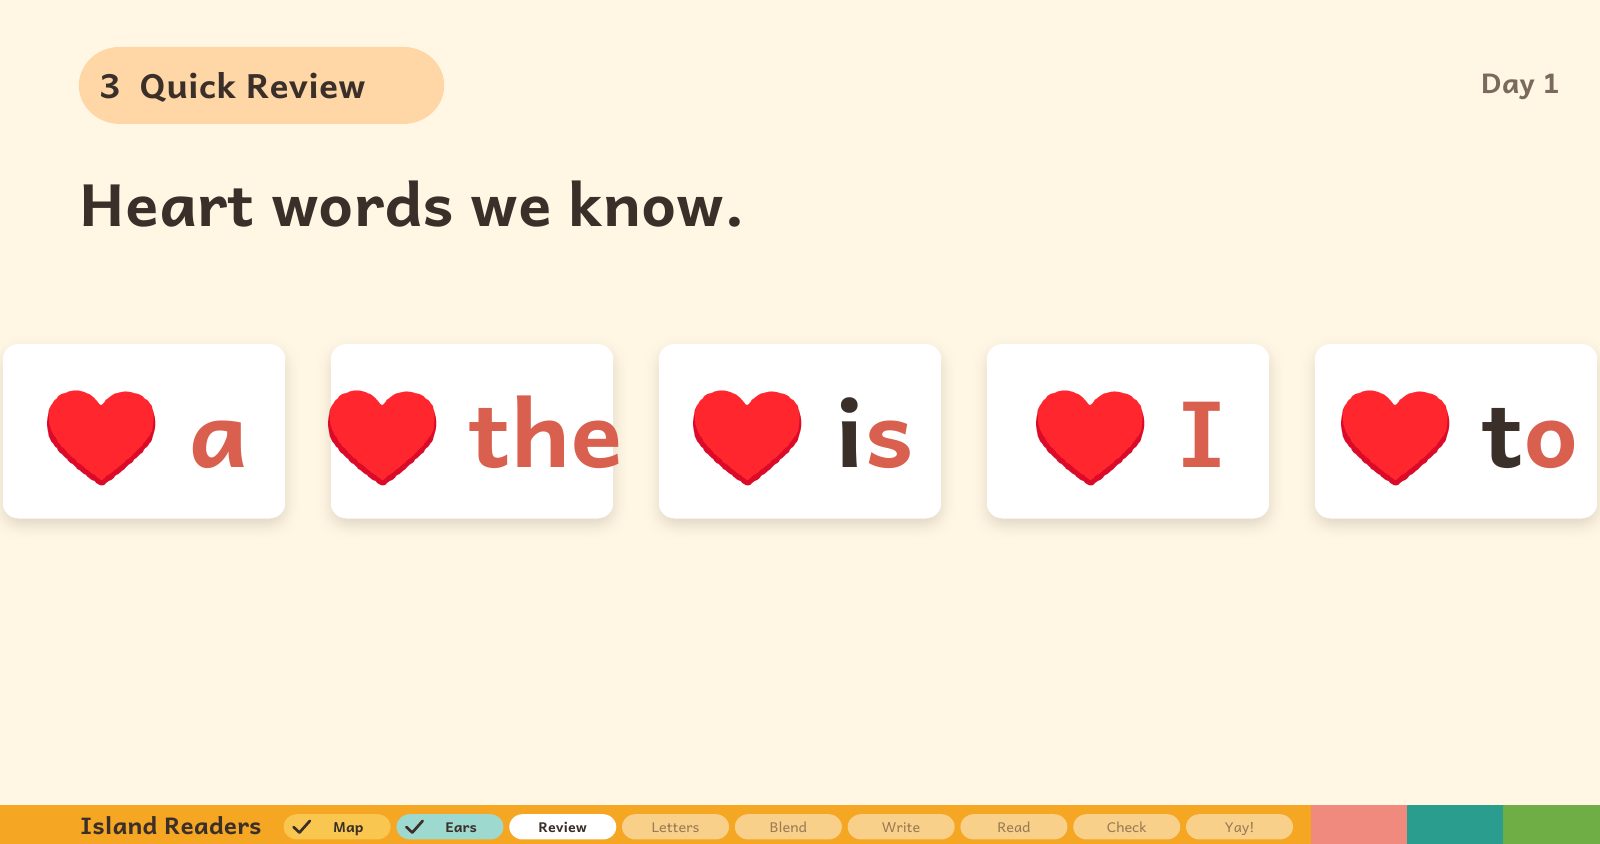 3 Quick Review
Day 1
Heart words we know.
a the is I to
Island Readers Map Ears Review Letters Blend Write Read Check Yay!